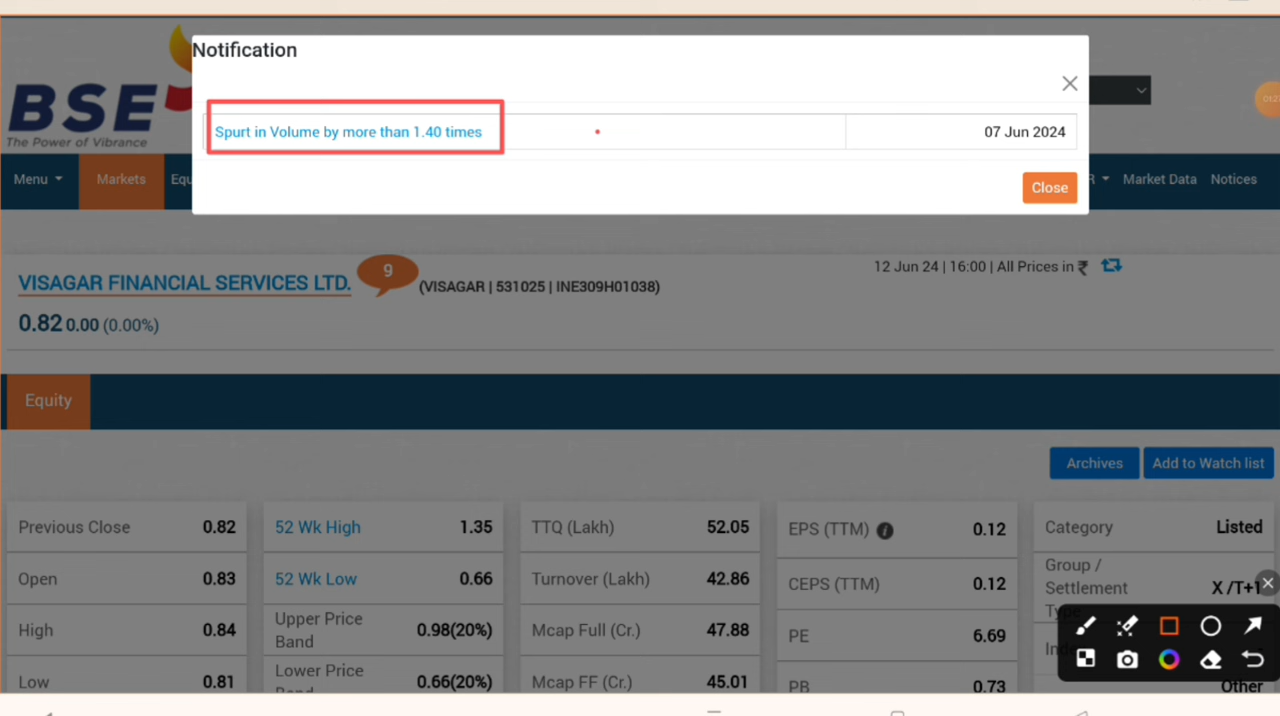 Notification
BSE
The Power of Vibrance
Spurt in Volume by more than 1.40 times
07 Jun 2024
Close
Menu
Markets
Market Data
Notices
VISAGAR FINANCIAL SERVICES LTD.
9
(VISAGAR | 531025 | INE309H01038)
12 Jun 24 | 16:00 | All Prices in ₹
0.82 0.00 (0.00%)
Equity
Archives
Add to Watch list
Previous Close 0.82
Open 0.83
High 0.84
Low 0.81
52 Wk High 1.35
52 Wk Low 0.66
Upper Price
Band
0.98(20%)
Lower Price
0.66(20%)
TTQ (Lakh) 52.05
Turnover (Lakh) 42.86
Mcap Full (Cr.) 47.88
Mcap FF (Cr.) 45.01
EPS (TTM) 0.12
CEPS (TTM) 0.12
PE 6.69
PB 0.73
Category Listed
Group /
Settlement
X /T+1
Other